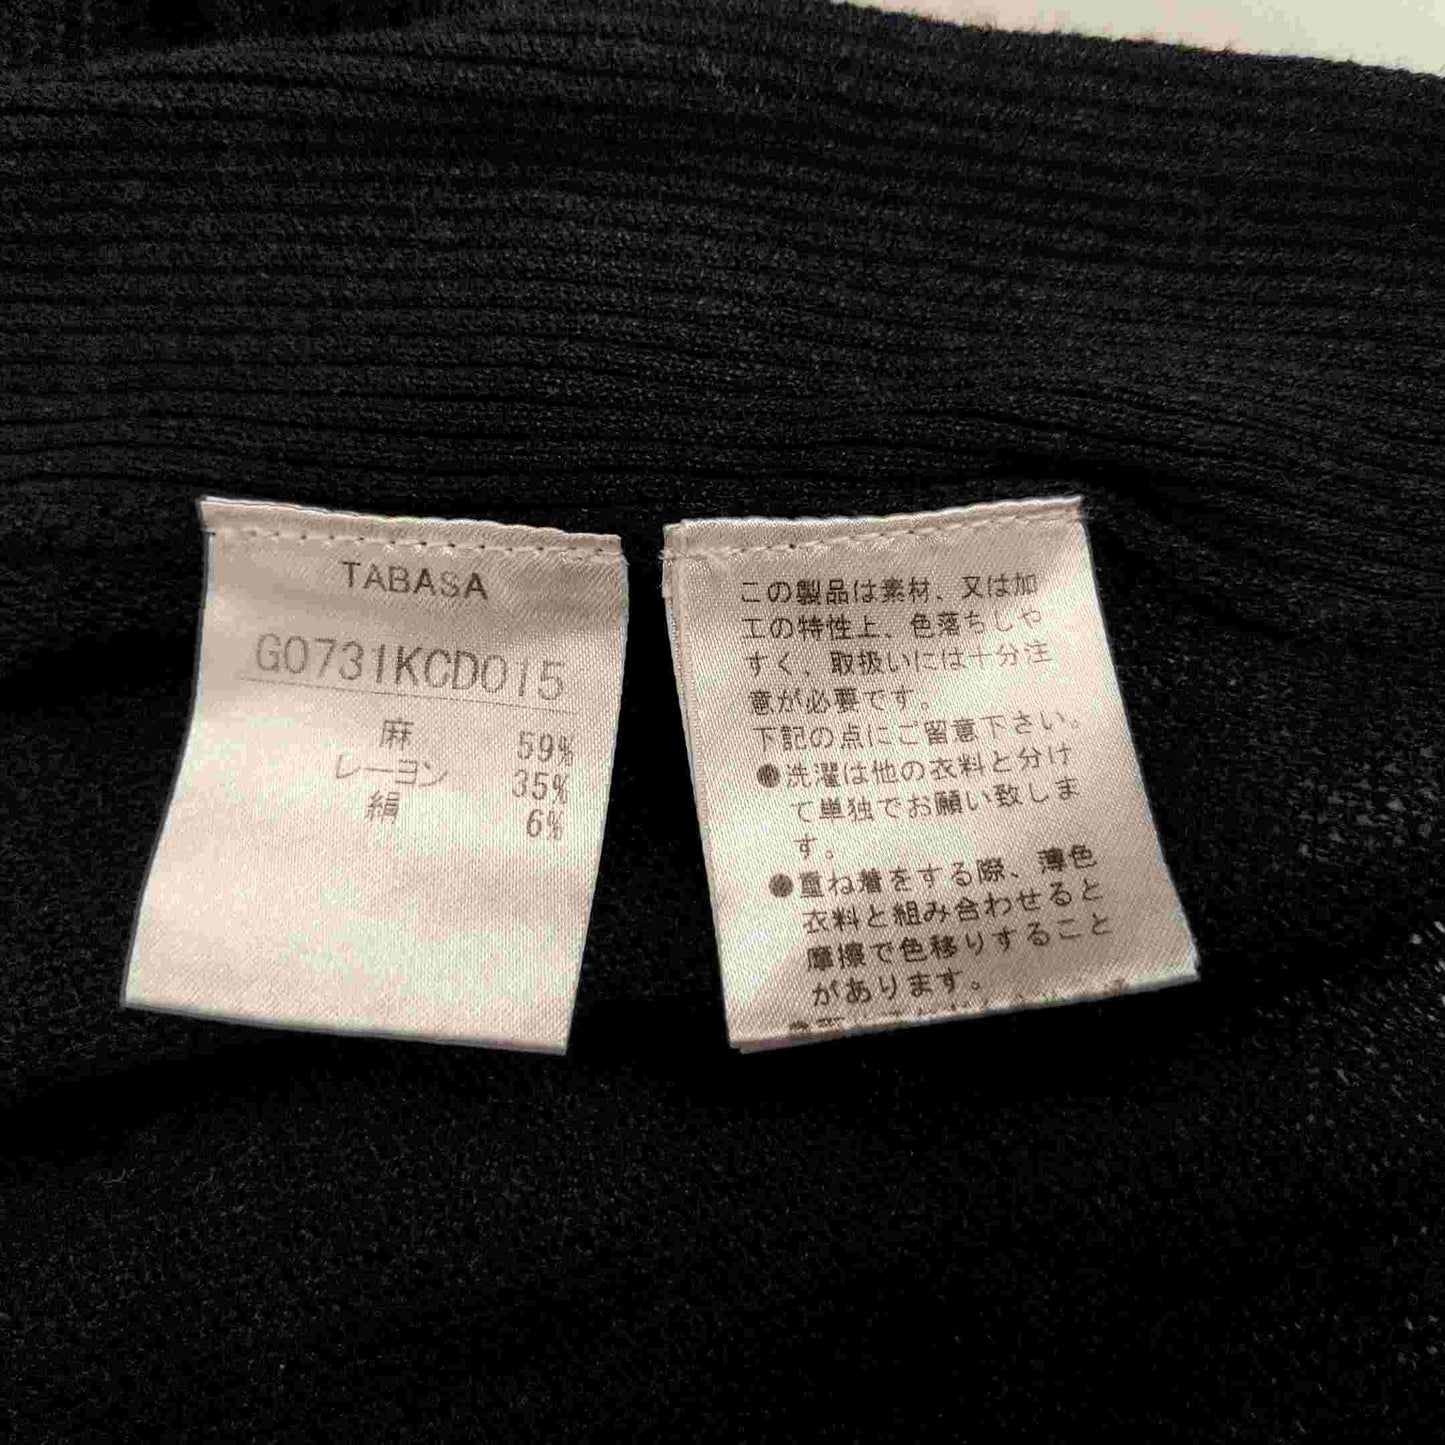 TABASA
G0731KCD015
麻 59%
レーヨン 35%
絹 6%
この製品は素材、又は加
工の特性上、色落ちしや
すく、取扱いには十分注
意が必要です。
下記の点にご留意下さい。
●洗濯は他の衣料と分け
て単独でお願い致しま
す。
●重ね着をする際、薄色
衣料と組み合わせると
摩擦で色移りすること
があります。